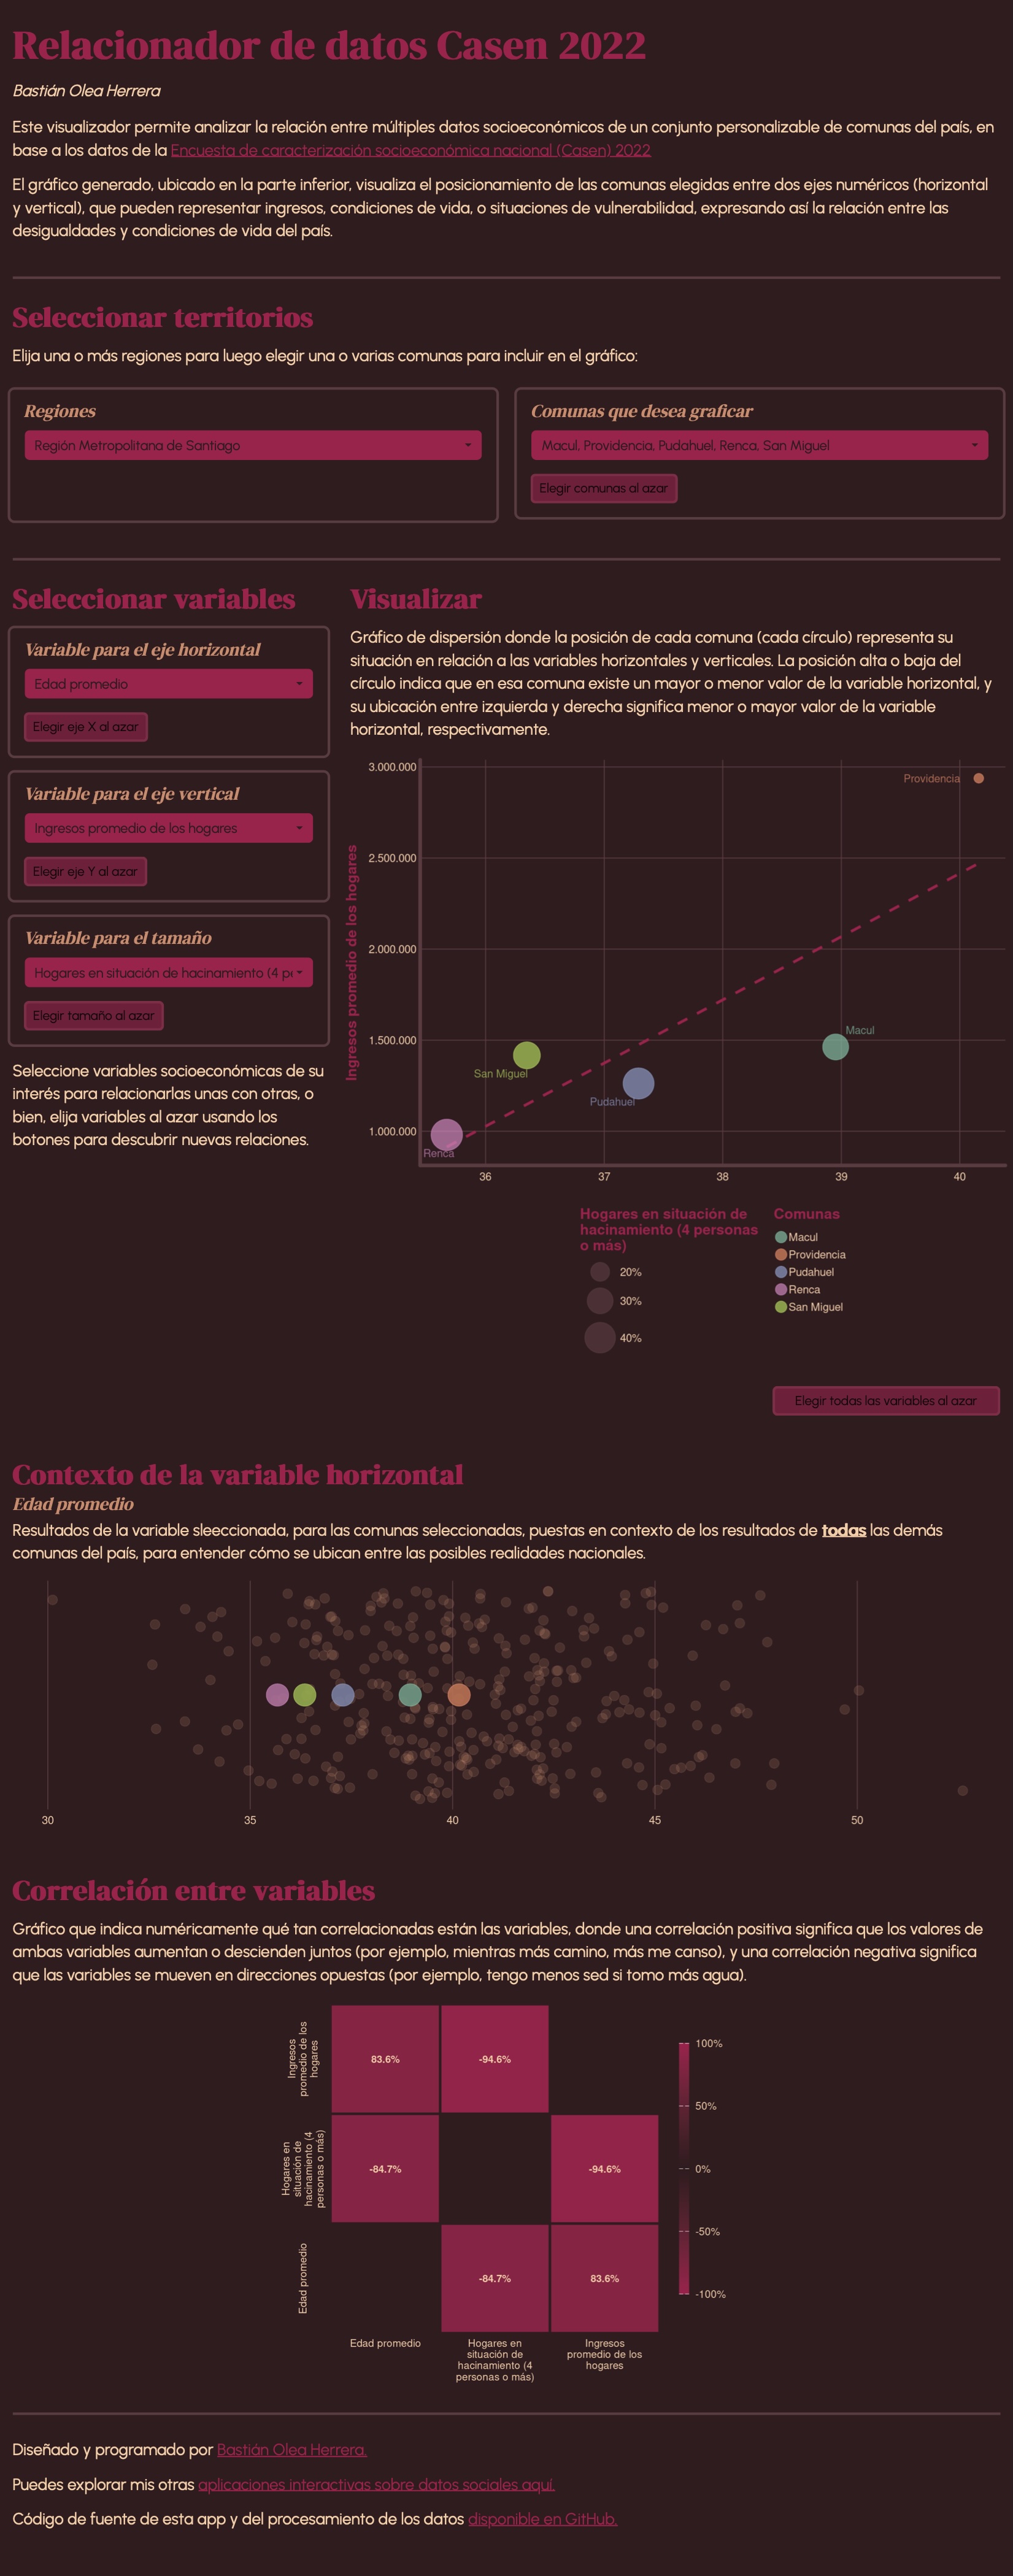 Relacionador de datos Casen 2022
Bastián Olea Herrera
Este visualizador permite analizar la relación entre múltiples datos socioeconómicos de un conjunto personalizable de comunas del país, en
base a los datos de la Encuesta de caracterización socioeconómica nacional (Casen) 2022
El gráfico generado, ubicado en la parte inferior, visualiza el posicionamiento de las comunas elegidas entre dos ejes numéricos (horizontal
y vertical), que pueden representar ingresos, condiciones de vida, o situaciones de vulnerabilidad, expresando así la relación entre las
desigualdades y condiciones de vida del país.
Seleccionar territorios
Elija una o más regiones para luego elegir una o varias comunas para incluir en el gráfico:
Regiones
Región Metropolitana de Santiago
Comunas que desea graficar
Macul, Providencia, Pudahuel, Renca, San Miguel
Elegir comunas al azar
Seleccionar variables
Variable para el eje horizontal
Edad promedio
Elegir eje X al azar
Variable para el eje vertical
Ingresos promedio de los hogares
Elegir eje Y al azar
Variable para el tamaño
Hogares en situación de hacinamiento (4 pe
Elegir tamaño al azar
Seleccione variables socioeconómicas de su
interés para relacionarlas unas con otras, o
bien, elija variables al azar usando los
botones para descubrir nuevas relaciones.
Visualizar
Gráfico de dispersión donde la posición de cada comuna (cada círculo) representa su
situación en relación a las variables horizontales y verticales. La posición alta o baja del
círculo indica que en esa comuna existe un mayor o menor valor de la variable horizontal, y
su ubicación entre izquierda y derecha significa menor o mayor valor de la variable
horizontal, respectivamente.
Ingresos promedio de los hogares
3.000.000
2.500.000
2.000.000
1.500.000
1.000.000
Providencia
Macul
San Miguel
Pudahuel
Renca
36
37
38
39
40
Hogares en situación de
hacinamiento (4 personas
o más)
20%
30%
40%
Comunas
Macul
Providencia
Pudahuel
Renca
San Miguel
Elegir todas las variables al azar
Contexto de la variable horizontal
Edad promedio
Resultados de la variable sleeccionada, para las comunas seleccionadas, puestas en contexto de los resultados de todas las demás
comunas del país, para entender cómo se ubican entre las posibles realidades nacionales.
30
35
40
45
50
Correlación entre variables
Gráfico que indica numéricamente qué tan correlacionadas están las variables, donde una correlación positiva significa que los valores de
ambas variables aumentan o descienden juntos (por ejemplo, mientras más camino, más me canso), y una correlación negativa significa
que las variables se mueven en direcciones opuestas (por ejemplo, tengo menos sed si tomo más agua).
Ingresos
promedio de los
hogares
83.6%
-94.6%
Hogares en
situación de
hacinamiento (4
personas o más)
-84.7%
-94.6%
Edad promedio
-84.7%
83.6%
Edad promedio
Hogares en
situación de
hacinamiento (4
personas o más)
Ingresos
promedio de los
hogares
100%
50%
0%
-50%
-100%
Diseñado y programado por Bastián Olea Herrera.
Puedes explorar mis otras aplicaciones interactivas sobre datos sociales aquí.
Código de fuente de esta app y del procesamiento de los datos disponible en GitHub.